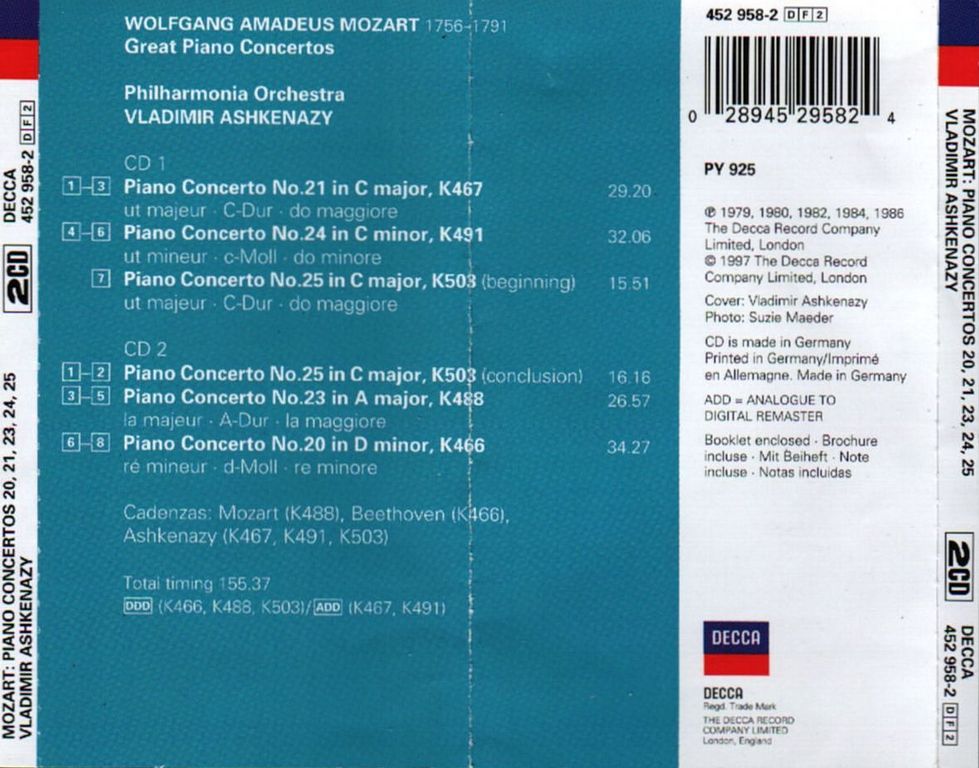 MOZART: PIANO CONCERTOS 20, 21, 23, 24, 25
VLADIMIR ASHKENAZY
2CD
DECCA
452 958-2 DF2
WOLFGANG AMADEUS MOZART 1756-1791
Great Piano Concertos
Philharmonia Orchestra
VLADIMIR ASHKENAZY
CD 1
1-3 Piano Concerto No.21 in C major, K467 29.20
ut majeur · C-Dur · do maggiore
4-6 Piano Concerto No.24 in C minor, K491 32.06
ut mineur · c-Moll · do minore
7 Piano Concerto No.25 in C major, K503 (beginning) 15.51
ut majeur · C-Dur · do maggiore
CD 2
1-2 Piano Concerto No.25 in C major, K503 (conclusion) 16.16
3-5 Piano Concerto No.23 in A major, K488 26.57
la majeur · A-Dur · la maggiore
6-8 Piano Concerto No.20 in D minor, K466 34.27
ré mineur · d-Moll · re minore
Cadenzas: Mozart (K488), Beethoven (K466),
Ashkenazy (K467, K491, K503)
Total timing 155.37
DDD (K466, K488, K503)/ADD (K467, K491)
452 958-2 DF2
0 28945 29582 4
PY 925
℗ 1979, 1980, 1982, 1984, 1986
The Decca Record Company
Limited, London
© 1997 The Decca Record
Company Limited, London
Cover: Vladimir Ashkenazy
Photo: Suzie Maeder
CD is made in Germany
Printed in Germany/Imprimé
en Allemagne. Made in Germany
ADD = ANALOGUE TO
DIGITAL REMASTER
Booklet enclosed · Brochure
incluse · Mit Beiheft · Note
incluse · Notas incluidas
DECCA
DECCA
Regd. Trade Mark
THE DECCA RECORD
COMPANY LIMITED
London, England
MOZART: PIANO CONCERTOS 20, 21, 23, 24, 25
VLADIMIR ASHKENAZY
2CD
DECCA
452 958-2 DF2